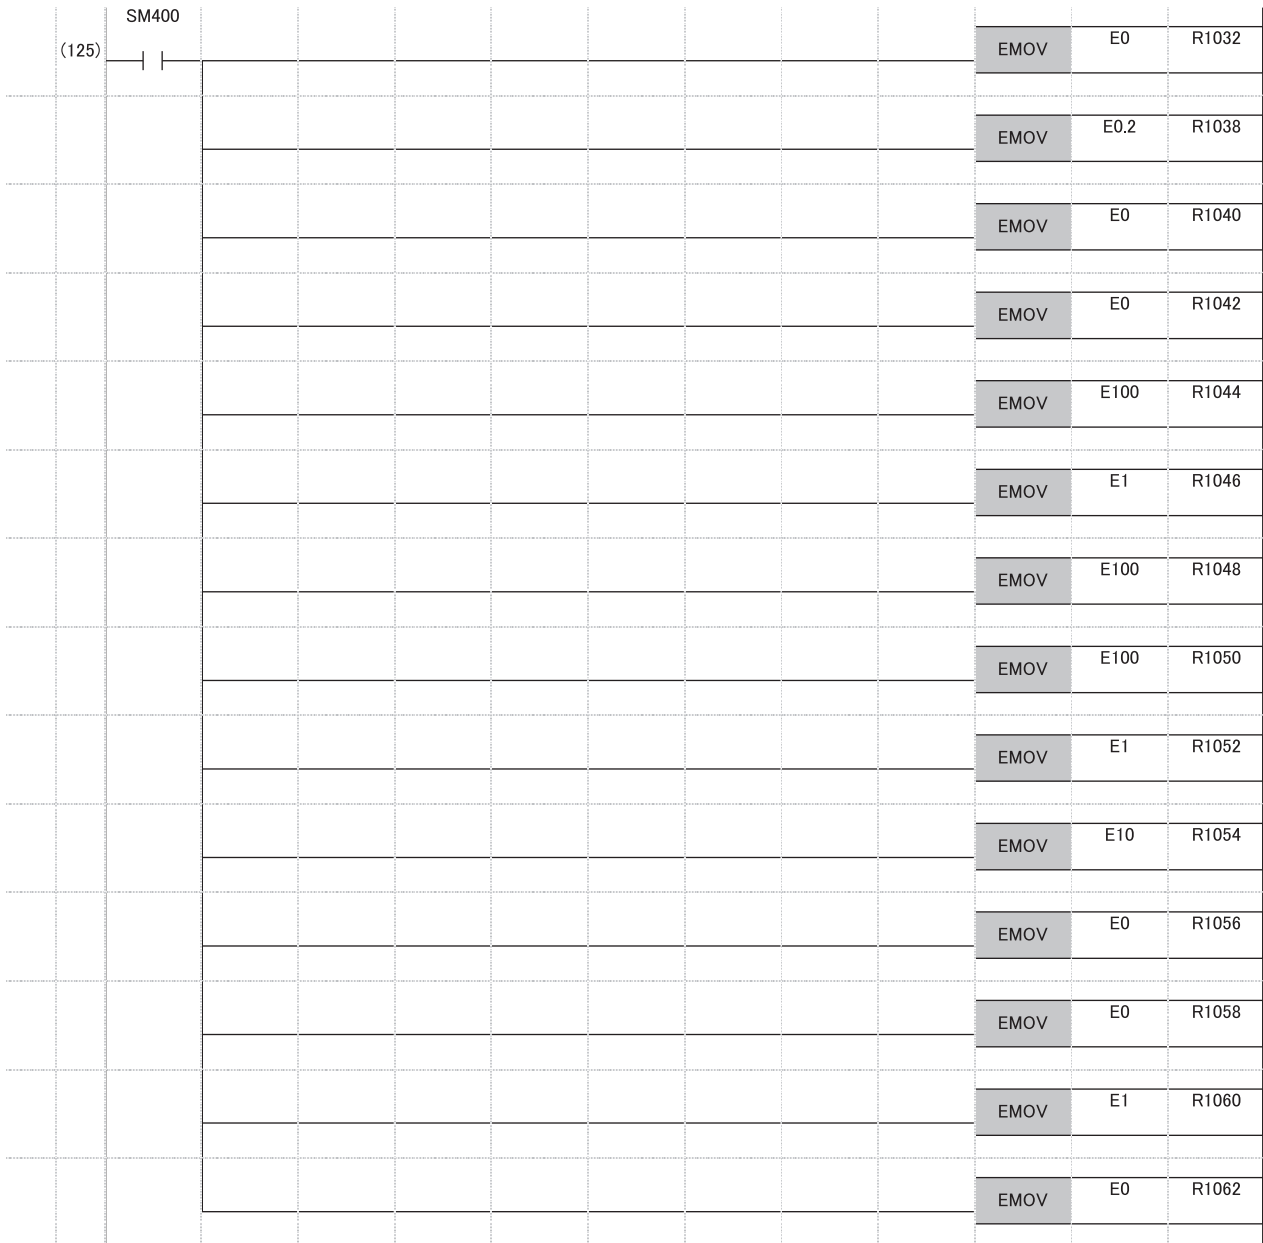 SM400
(125)
EMOV E0 R1032
EMOV E0.2 R1038
EMOV E0 R1040
EMOV E0 R1042
EMOV E100 R1044
EMOV E1 R1046
EMOV E100 R1048
EMOV E100 R1050
EMOV E1 R1052
EMOV E10 R1054
EMOV E0 R1056
EMOV E0 R1058
EMOV E1 R1060
EMOV E0 R1062